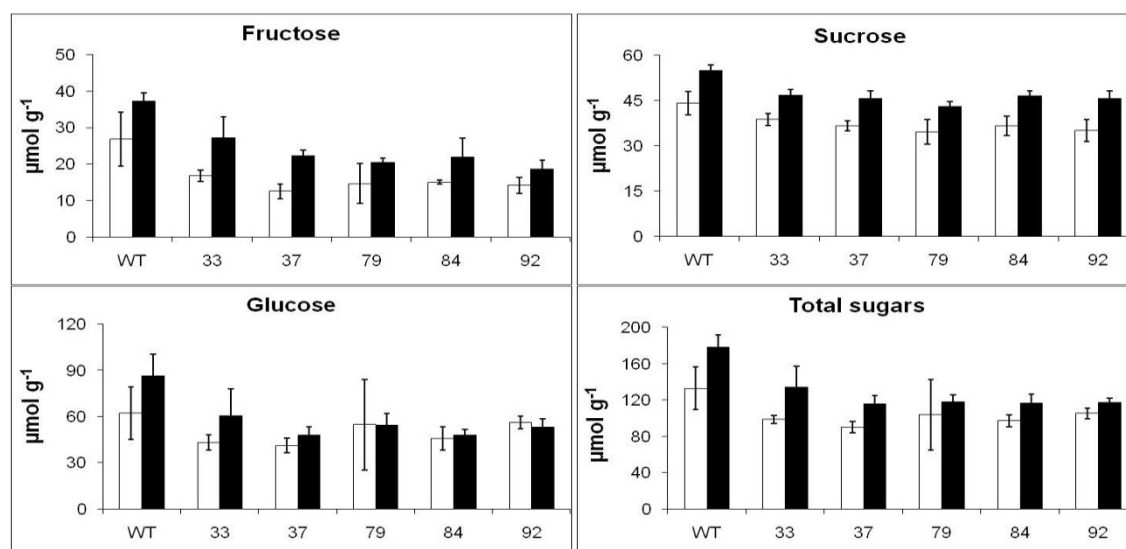 Fructose
µmol g-1
50
40
30
20
10
0
WT 33 37 79 84 92
Sucrose
µmol g-1
60
45
30
15
0
WT 33 37 79 84 92
Glucose
µmol g-1
120
90
60
30
0
WT 33 37 79 84 92
Total sugars
µmol g-1
200
160
120
80
40
0
WT 33 37 79 84 92